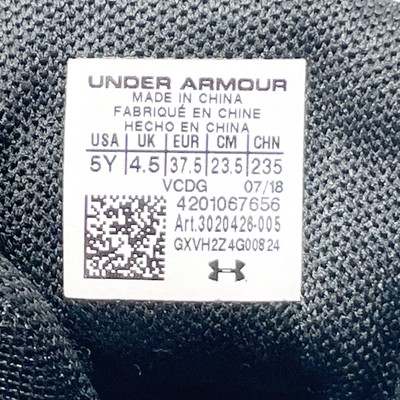 UNDER ARMOUR
MADE IN CHINA
FABRIQUÉ EN CHINE
HECHO EN CHINA
USA UK EUR CM CHN
5Y 4.5 37.5 23.5 235
VCDG 07/18
4201067656
Art.3020426-005
GXVH2Z4G00824